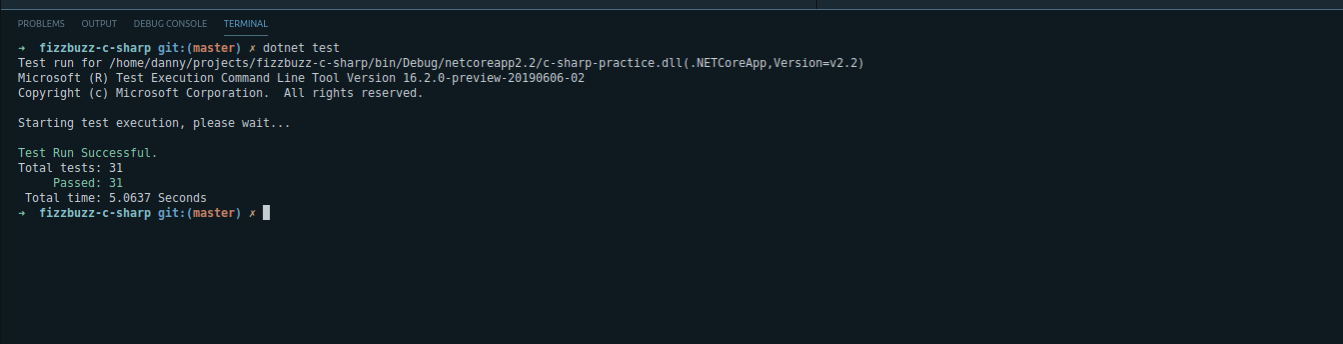 PROBLEMS OUTPUT DEBUG CONSOLE TERMINAL
➜ fizzbuzz-c-sharp git:(master) ✗ dotnet test
Test run for /home/danny/projects/fizzbuzz-c-sharp/bin/Debug/netcoreapp2.2/c-sharp-practice.dll(.NETCoreApp,Version=v2.2)
Microsoft (R) Test Execution Command Line Tool Version 16.2.0-preview-20190606-02
Copyright (c) Microsoft Corporation.  All rights reserved.
Starting test execution, please wait...
Test Run Successful.
Total tests: 31
Passed: 31
Total time: 5.0637 Seconds
➜ fizzbuzz-c-sharp git:(master) ✗